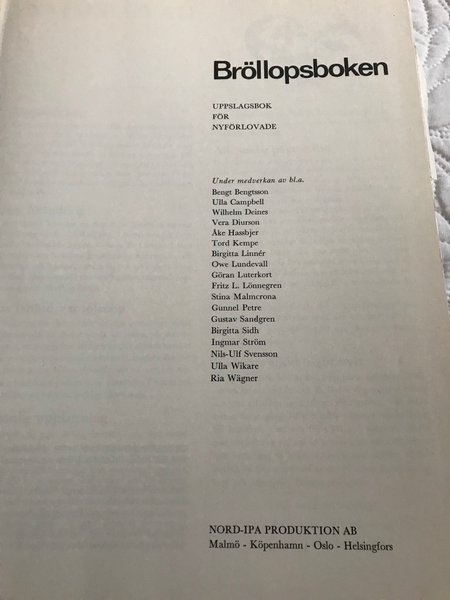 Bröllopsboken
UPPSLAGSBOK
FÖR
NYFÖRLOVADE
Under medverkan av bl.a.
Bengt Bengtsson
Ulla Campbell
Wilhelm Deines
Vera Diurson
Åke Hassbjer
Tord Kempe
Birgitta Linnér
Owe Lundevall
Göran Luterkort
Fritz L. Lönnegren
Stina Malmcrona
Gunnel Petre
Gustav Sandgren
Birgitta Sidh
Ingmar Ström
Nils-Ulf Svensson
Ulla Wikare
Ria Wägner
NORD-IPA PRODUKTION AB
Malmö - Köpenhamn - Oslo - Helsingfors